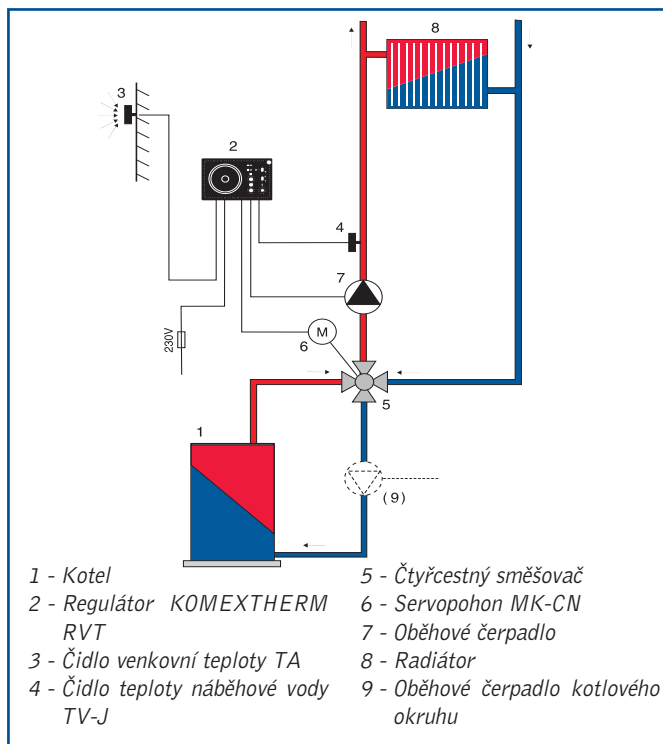 8
3
2
4
7
M
6
230V
5
1
(9)
1 - Kotel
2 - Regulátor KOMEXTHERM
RVT
3 - Čidlo venkovní teploty TA
4 - Čidlo teploty náběhové vody
TV-J
5 - Čtyřcestný směšovač
6 - Servopohon MK-CN
7 - Oběhové čerpadlo
8 - Radiátor
9 - Oběhové čerpadlo kotlového
okruhu